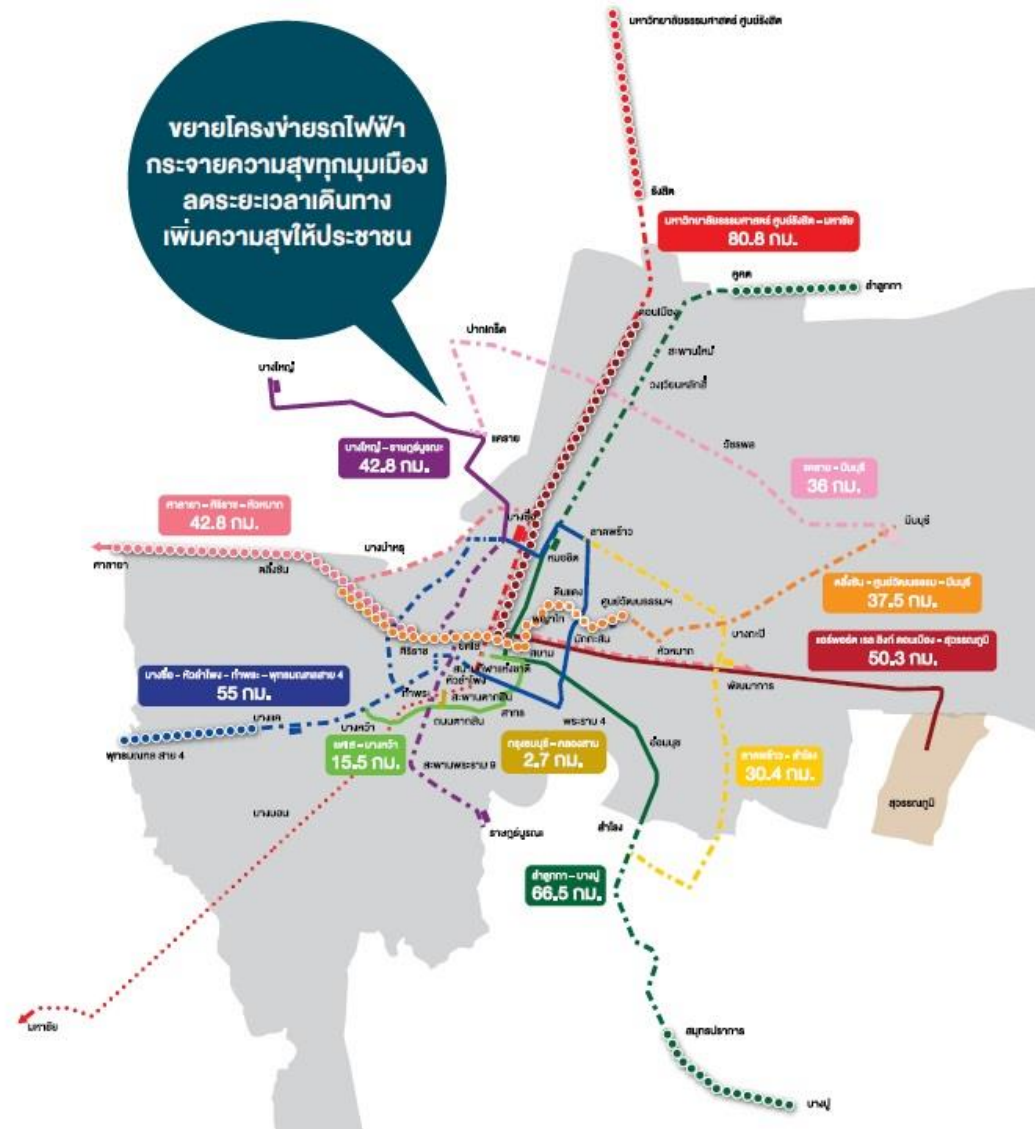 มหาวิทยาลัยธรรมศาสตร์ ศูนย์รังสิต
ขยายโครงข่ายรถไฟฟ้า
กระจายความสุขทุกมุมเมือง
ลดระยะเวลาเดินทาง
เพิ่มความสุขให้ประชาชน
รังสิต
มหาวิทยาลัยธรรมศาสตร์ ศูนย์รังสิต - มหาชัย
80.8 กม.
คูคต
ลำลูกกา
ดอนเมือง
ปากเกร็ด
สะพานใหม่
บางใหญ่
วงเวียนหลักสี่
แคราย
วัชรพล
บางใหญ่ - ราษฎร์บูรณะ
42.8 กม.
แคราย - มีนบุรี
36 กม.
ศาลายา - ศิริราช - หัวหมาก
42.8 กม.
บางซื่อ
มีนบุรี
ลาดพร้าว
บางบำหรุ
หมอชิต
ศาลายา
ตลิ่งชัน
ดินแดง
ตลิ่งชัน - ศูนย์วัฒนธรรม - มีนบุรี
37.5 กม.
ศูนย์วัฒนธรรมฯ
พญาไท
บางกะปิ
มักกะสัน
แอร์พอร์ต เรล ลิงก์ ดอนเมือง - สุวรรณภูมิ
50.3 กม.
ศิริราช
ยศเส
สยาม
หัวหมาก
สนามกีฬาแห่งชาติ
บางซื่อ - หัวลำโพง - ท่าพระ - พุทธมณฑลสาย 4
55 กม.
หัวลำโพง
พัฒนาการ
ท่าพระ
สะพานตากสิน
สาทร
บางแค
บางหว้า
ถนนตากสิน
พระราม 4
พุทธมณฑล สาย 4
ยศเส - บางหว้า
15.5 กม.
กรุงธนบุรี - คลองสาน
2.7 กม.
อ่อนนุช
สะพานพระราม 9
ลาดพร้าว - สำโรง
30.4 กม.
สุวรรณภูมิ
บางบอน
ราษฎร์บูรณะ
สำโรง
ลำลูกกา - บางปู
66.5 กม.
มหาชัย
สมุทรปราการ
บางปู